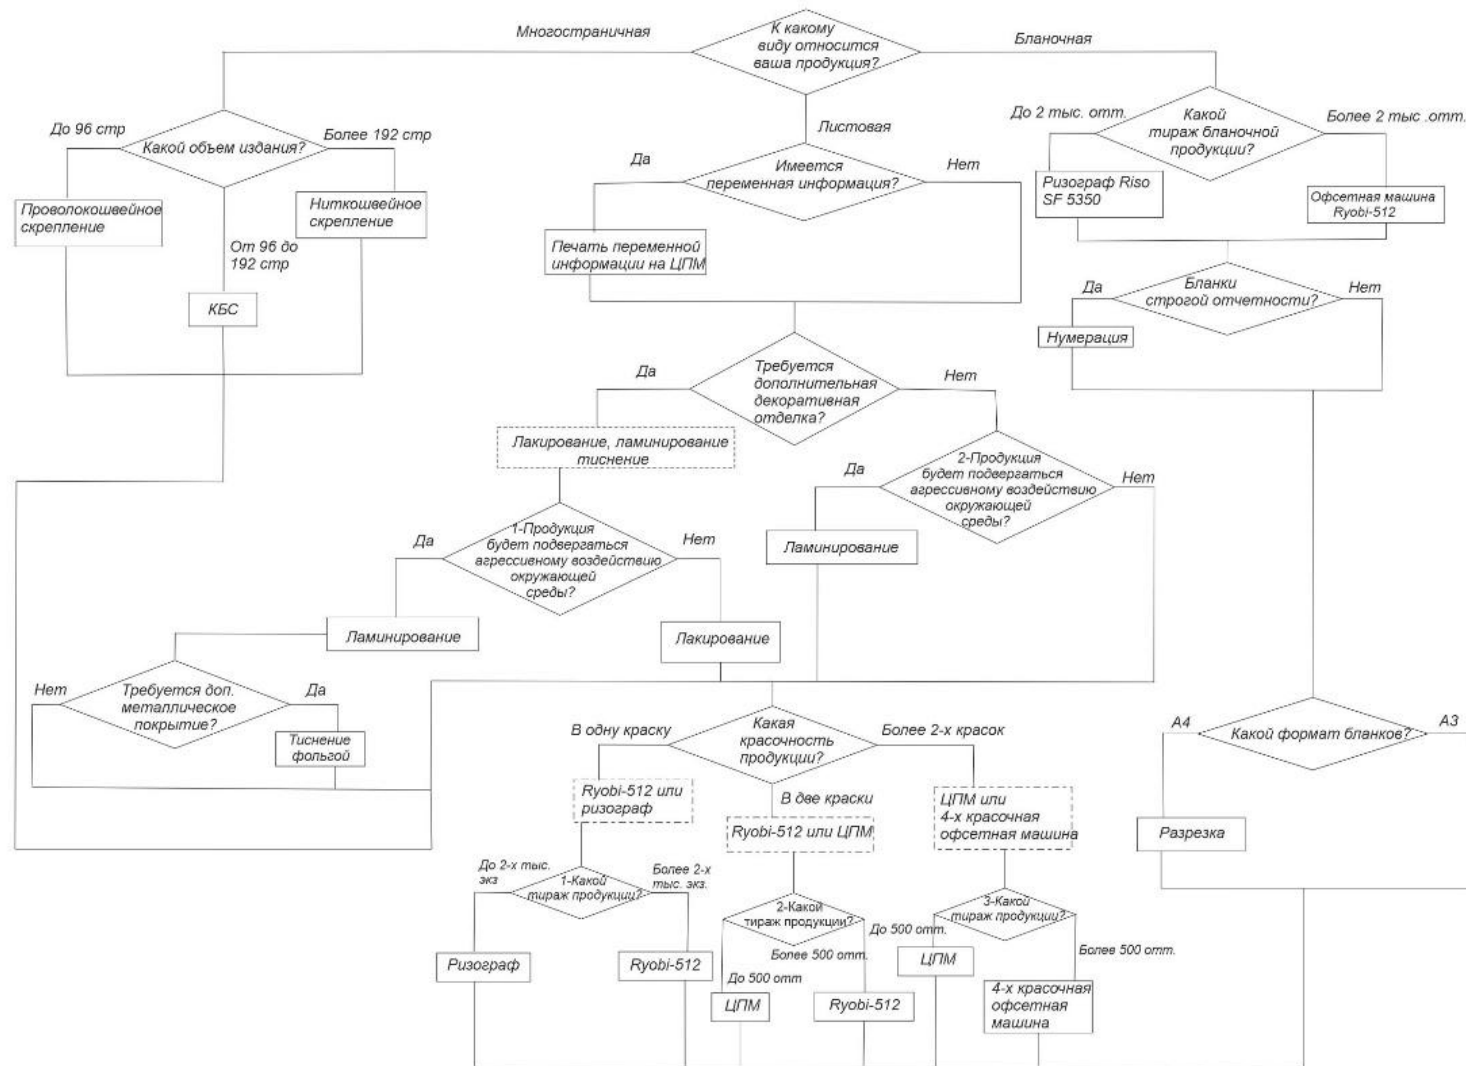 К какому
виду относится
ваша продукция?
Многостраничная
Бланочная
Листовая
До 96 стр
Более 192 стр
Какой объем издания?
Проволокошвейное
скрепление
Ниткошвейное
скрепление
От 96 до
192 стр
КБС
Да
Имеется
переменная информация?
Нет
Печать переменной
информации на ЦПМ
До 2 тыс. отт.
Какой
тираж бланочной
продукции?
Более 2 тыс .отт.
Ризограф Riso
SF 5350
Офсетная машина
Ryobi-512
Да
Бланки
строгой отчетности?
Нет
Нумерация
Да
Требуется
дополнительная
декоративная
отделка?
Нет
Лакирование, ламинирование
тиснение
Да
2-Продукция
будет подвергаться
агрессивному воздействию
окружающей
среды?
Нет
Ламинирование
Да
1-Продукция
будет подвергаться
агрессивному воздействию
окружающей
среды?
Нет
Ламинирование
Лакирование
Нет
Требуется доп.
металлическое
покрытие?
Да
Тиснение
фольгой
В одну краску
Какая
красочность
продукции?
Более 2-х красок
А4
Какой формат бланков?
А3
Ryobi-512 или
ризограф
В две краски
Ryobi-512 или ЦПМ
ЦПМ или
4-х красочная
офсетная машина
Разрезка
До 2-х тыс.
экз
1-Какой
тираж продукции?
Более 2-х
тыс. экз.
2-Какой
тираж продукции?
До 500 отт.
3-Какой
тираж продукции?
Более 500 отт.
Более 500 отт.
До 500 отт
Ризограф
Ryobi-512
ЦПМ
Ryobi-512
ЦПМ
4-х красочная
офсетная
машина